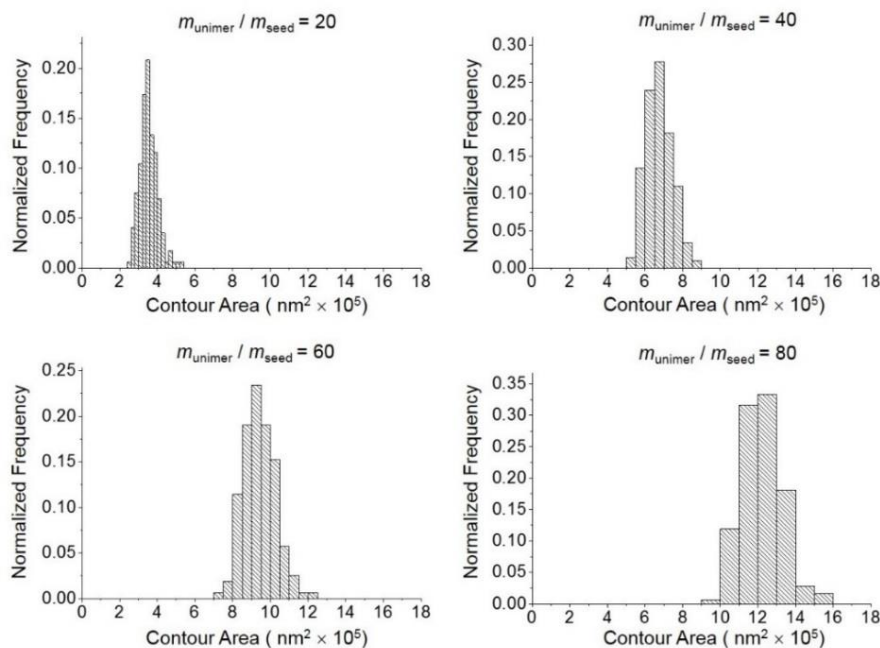 m_unimer / m_seed = 20
Normalized Frequency
0.20
0.15
0.10
0.05
0.00
0 2 4 6 8 10 12 14 16 18
Contour Area ( nm² × 10⁵)
m_unimer / m_seed = 40
Normalized Frequency
0.30
0.25
0.20
0.15
0.10
0.05
0.00
0 2 4 6 8 10 12 14 16 18
Contour Area ( nm² × 10⁵)
m_unimer / m_seed = 60
Normalized Frequency
0.25
0.20
0.15
0.10
0.05
0.00
0 2 4 6 8 10 12 14 16 18
Contour Area ( nm² × 10⁵)
m_unimer / m_seed = 80
Normalized Frequency
0.35
0.30
0.25
0.20
0.15
0.10
0.05
0.00
0 2 4 6 8 10 12 14 16 18
Contour Area ( nm² × 10⁵)